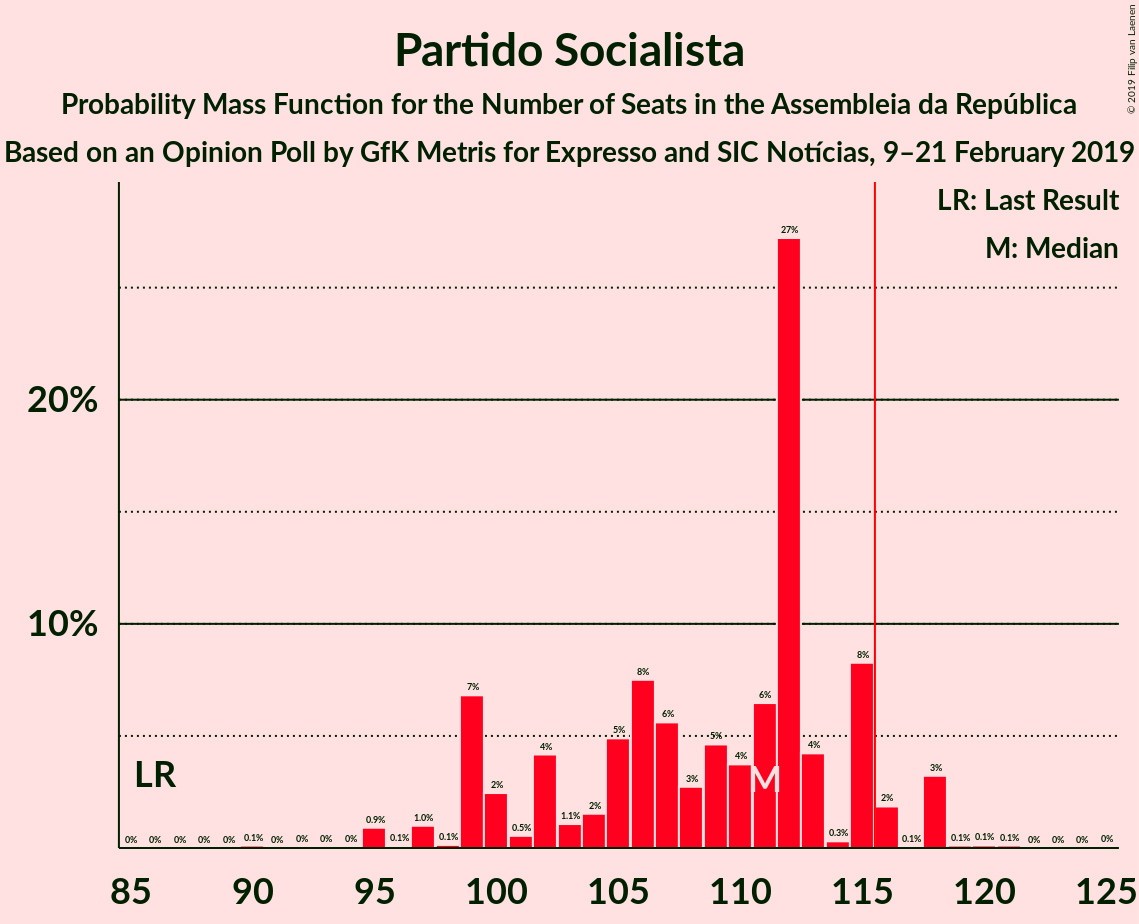 Partido Socialista
Probability Mass Function for the Number of Seats in the Assembleia da República
Based on an Opinion Poll by GfK Metris for Expresso and SIC Notícias, 9–21 February 2019
© 2019 Filip van Laenen
LR: Last Result
M: Median
20%
10%
LR
M
0% 0% 0% 0% 0% 0.1% 0% 0% 0% 0% 0.9% 0.1% 1.0% 0.1% 7% 2% 0.5% 4% 1.1% 2% 5% 8% 6% 3% 5% 4% 6% 27% 4% 0.3% 8% 2% 0.1% 3% 0.1% 0.1% 0.1% 0% 0% 0% 0%
85 90 95 100 105 110 115 120 125